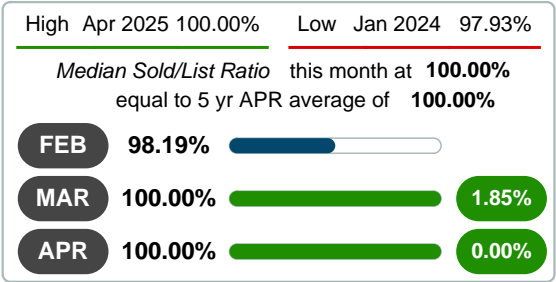 High Apr 2025 100.00% Low Jan 2024 97.93%
Median Sold/List Ratio this month at 100.00%
equal to 5 yr APR average of 100.00%
FEB 98.19%
MAR 100.00% 1.85%
APR 100.00% 0.00%